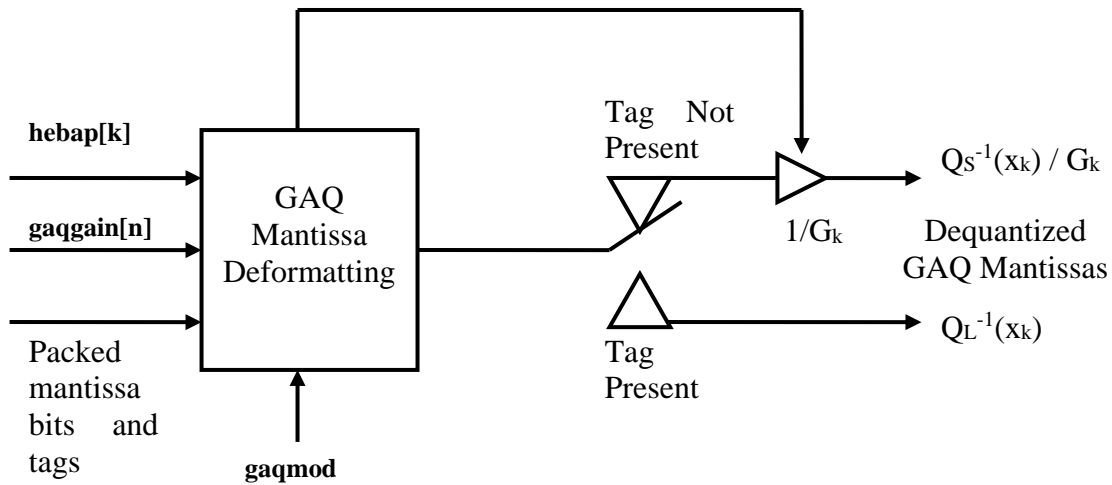 hebap[k]
gaqgain[n]
Packed
mantissa
bits and
tags
GAQ
Mantissa
Deformatting
gaqmod
Tag Not
Present
Tag
Present
1/Gk
QS-1(xk) / Gk
Dequantized
GAQ Mantissas
QL-1(xk)